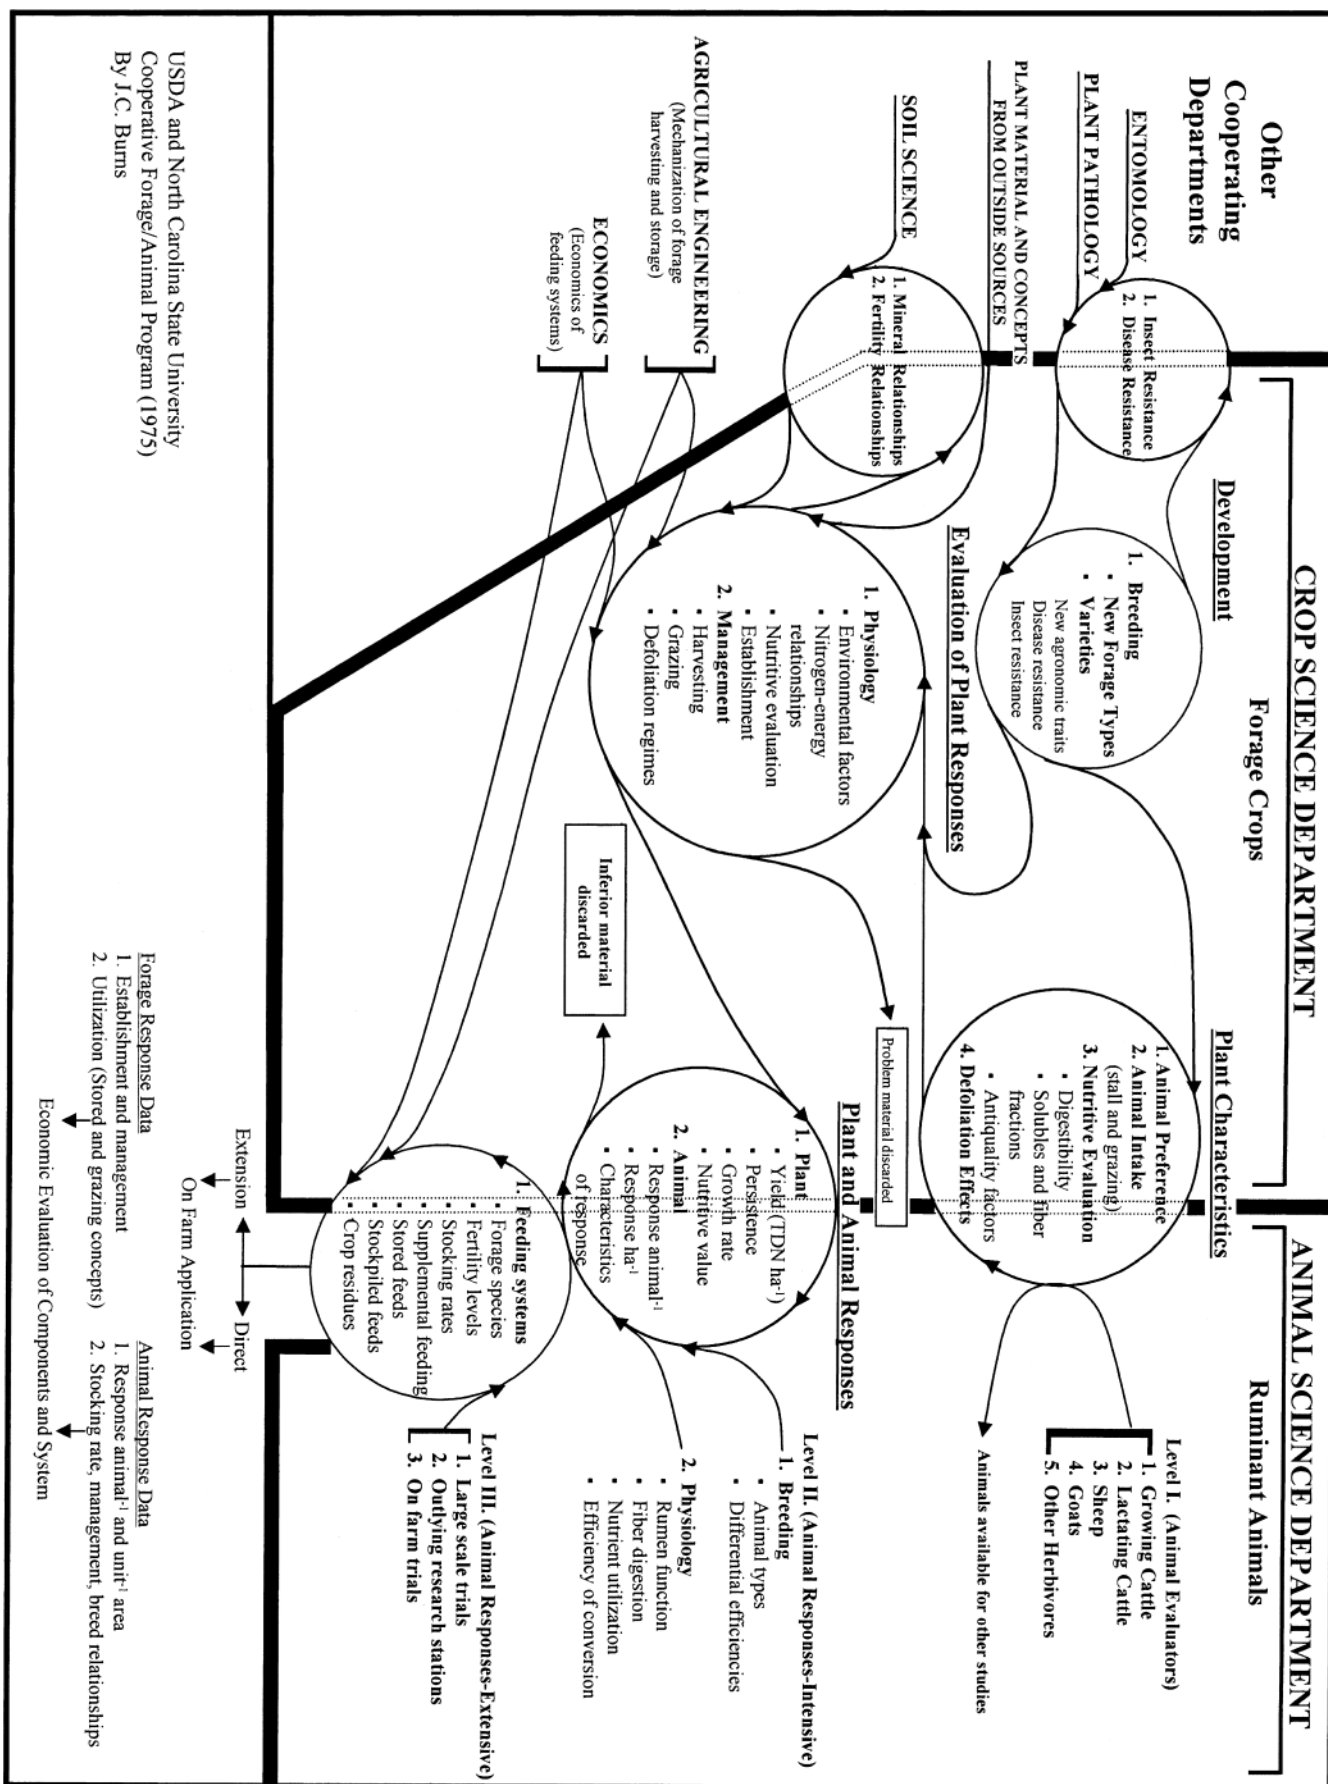 Other
Cooperating
Departments
ENTOMOLOGY
PLANT PATHOLOGY
PLANT MATERIAL AND CONCEPTS
FROM OUTSIDE SOURCES
SOIL SCIENCE
AGRICULTURAL ENGINEERING
(Mechanization of forage
harvesting and storage)
ECONOMICS
(Economics of
feeding systems)
CROP SCIENCE DEPARTMENT
Forage Crops
Development
1. Insect Resistance
2. Disease Resistance
1. Mineral Relationships
2. Fertility Relationships
1. Breeding
▪ New Forage Types
▪ Varieties
New agronomic traits
Disease resistance
Insect resistance
Evaluation of Plant Responses
1. Physiology
▪ Environmental factors
▪ Nitrogen-energy
relationships
▪ Nutritive evaluation
▪ Establishment
2. Management
▪ Harvesting
▪ Grazing
▪ Defoliation regimes
Problem material discarded
Inferior material
discarded
Plant Characteristics
1. Animal Preference
2. Animal Intake
(stall and grazing)
3. Nutritive Evaluation
▪ Digestibility
▪ Solubles and fiber
fractions
▪ Antiquality factors
4. Defoliation Effects
Plant and Animal Responses
1. Plant
▪ Yield (TDN ha⁻¹)
▪ Persistence
▪ Growth rate
▪ Nutritive value
2. Animal
▪ Response animal⁻¹
▪ Response ha⁻¹
▪ Characteristics
of response
1. Feeding systems
▪ Forage species
▪ Fertility levels
▪ Stocking rates
▪ Supplemental feeding
▪ Stored feeds
▪ Stockpiled feeds
▪ Crop residues
ANIMAL SCIENCE DEPARTMENT
Ruminant Animals
Level I. (Animal Evaluators)
1. Growing Cattle
2. Lactating Cattle
3. Sheep
4. Goats
5. Other Herbivores
Animals available for other studies
Level II. (Animal Responses-Intensive)
1. Breeding
▪ Animal types
▪ Differential efficiencies
2. Physiology
▪ Rumen function
▪ Fiber digestion
▪ Nutrient utilization
▪ Efficiency of conversion
Level III. (Animal Responses-Extensive)
1. Large scale trials
2. Outlying research stations
3. On farm trials
Extension
Direct
On Farm Application
Forage Response Data
1. Establishment and management
2. Utilization (Stored and grazing concepts)
Animal Response Data
1. Response animal⁻¹ and unit⁻¹ area
2. Stocking rate, management, breed relationships
Economic Evaluation of Components and System
USDA and North Carolina State University
Cooperative Forage/Animal Program (1975)
By J.C. Burns